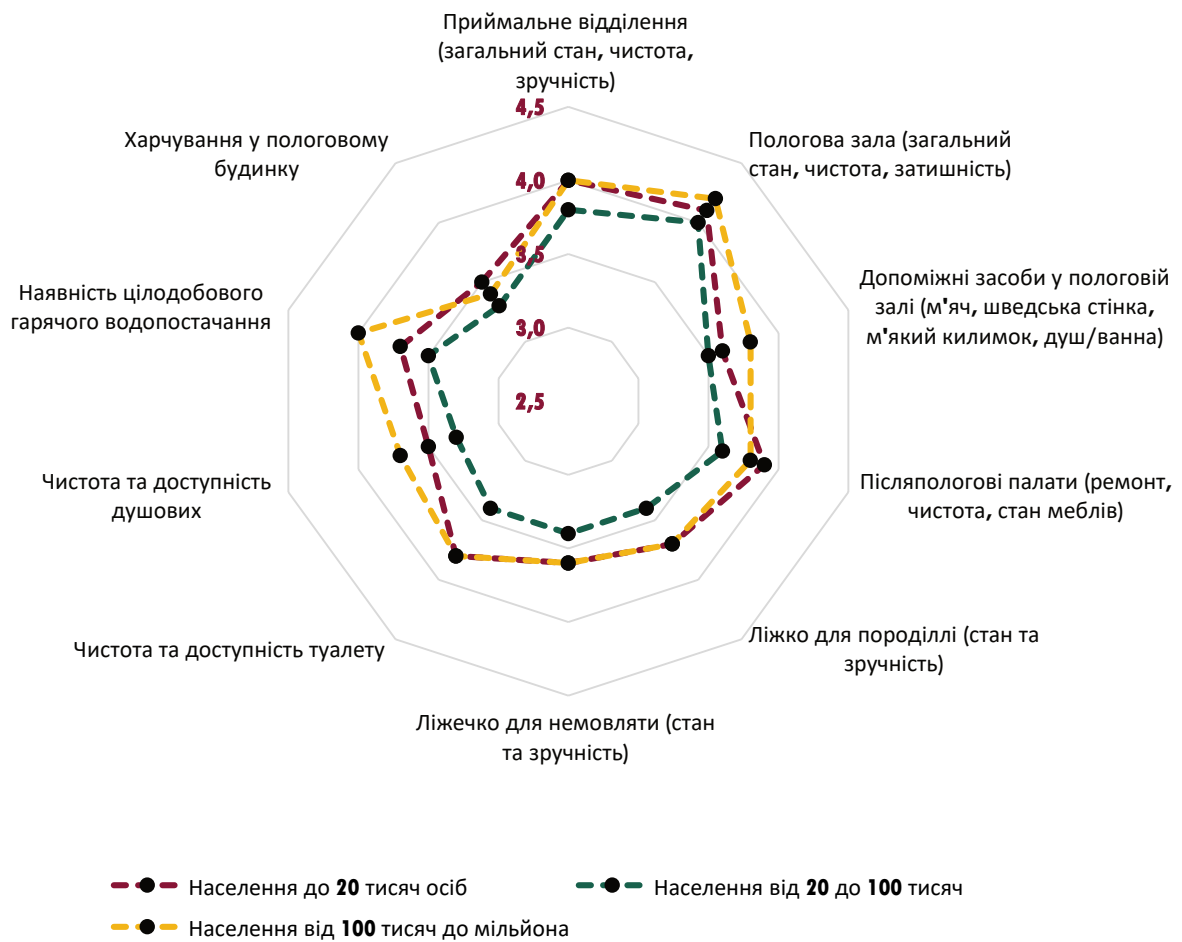 Приймальне відділення
(загальний стан, чистота,
зручність)
4,5
Харчування у пологовому
будинку
Пологова зала (загальний
стан, чистота, затишність)
4,0
3,5
Наявність цілодобового
гарячого водопостачання
Допоміжні засоби у пологовій
залі (м'яч, шведська стінка,
м'який килимок, душ/ванна)
3,0
2,5
Чистота та доступність
душових
Післяпологові палати (ремонт,
чистота, стан меблів)
Чистота та доступність туалету
Ліжко для породіллі (стан та
зручність)
Ліжечко для немовляти (стан
та зручність)
Населення до 20 тисяч осіб
Населення від 20 до 100 тисяч
Населення від 100 тисяч до мільйона